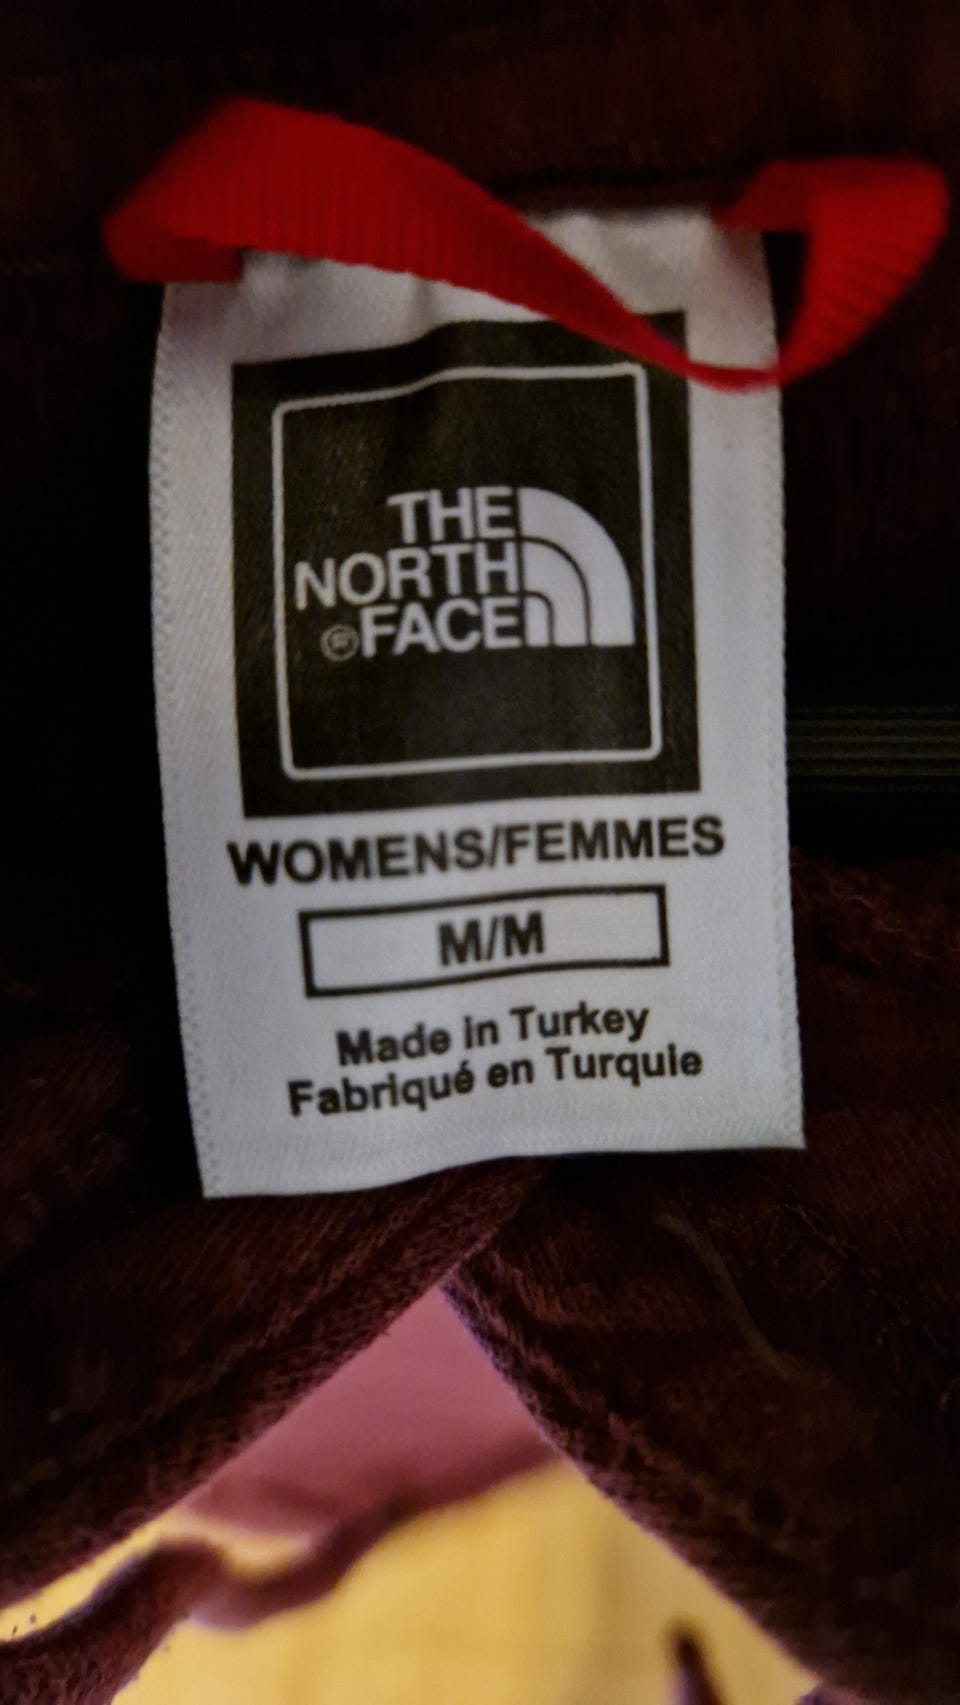 THE
NORTH
®FACE
WOMENS/FEMMES
M/M
Made in Turkey
Fabriqué en Turquie